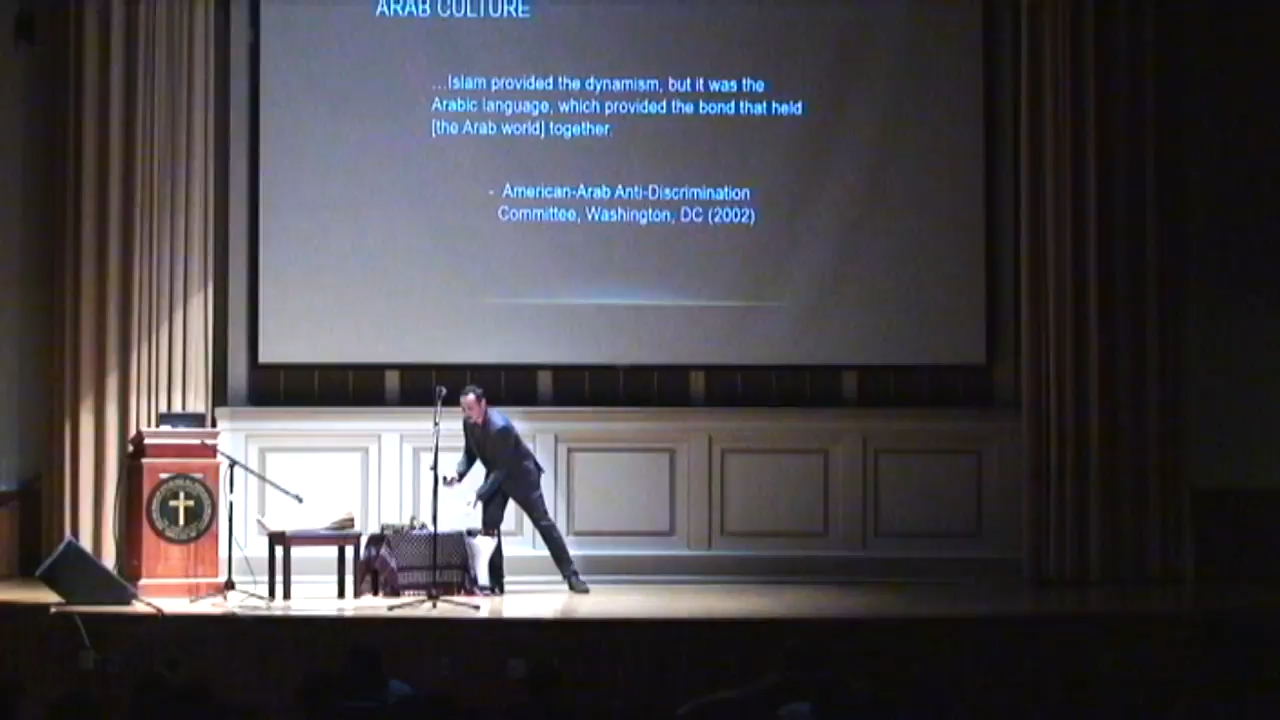 ARAB CULTURE
...Islam provided the dynamism, but it was the
Arabic language, which provided the bond that held
[the Arab world] together.
- American-Arab Anti-Discrimination
Committee, Washington, DC (2002)